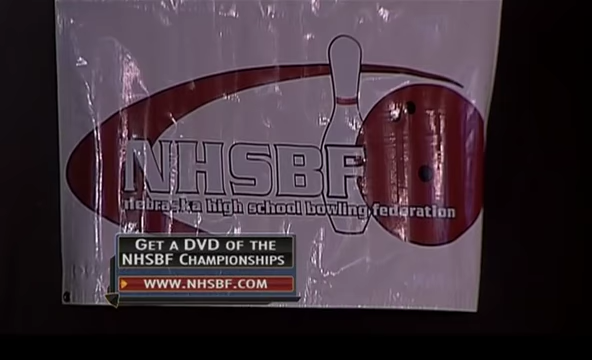 NHSBF
nebraska high school bowling federation
GET A DVD OF THE
NHSBF CHAMPIONSHIPS
WWW.NHSBF.COM